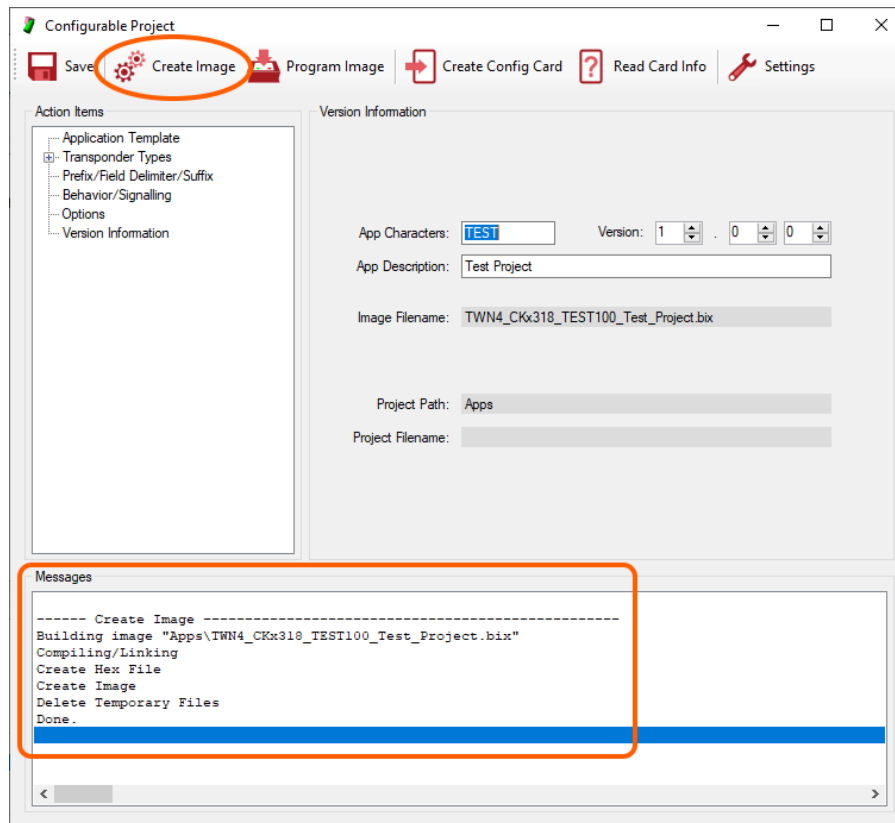 Configurable Project
Save Create Image Program Image Create Config Card Read Card Info Settings
Action Items
Application Template
Transponder Types
Prefix/Field Delimiter/Suffix
Behavior/Signalling
Options
Version Information
Version Information
App Characters: TEST Version: 1 . 0 0
App Description: Test Project
Image Filename: TWN4_CKx318_TEST100_Test_Project.bix
Project Path: Apps
Project Filename:
Messages
------ Create Image --------------------------------------------------
Building image "Apps\TWN4_CKx318_TEST100_Test_Project.bix"
Compiling/Linking
Create Hex File
Create Image
Delete Temporary Files
Done.